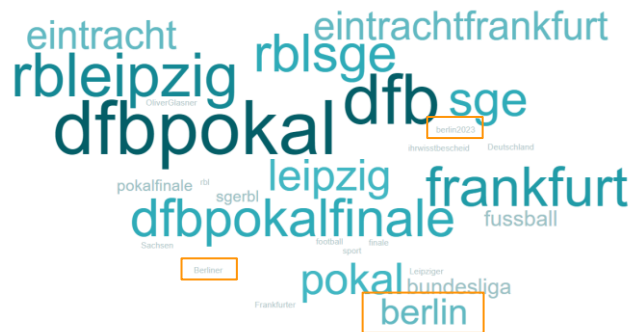 eintracht eintrachtfrankfurt
rbleipzig rblsge
OliverGlasner dfb sge
dfbpokal berlin2023
ihrwisstbescheid Deutschland
pokalfinale rbl leipzig frankfurt
sgerbl
dfbpokalfinale fussball
Sachsen football finale
sport
Berliner pokal Leipziger
bundesliga
Frankfurter berlin